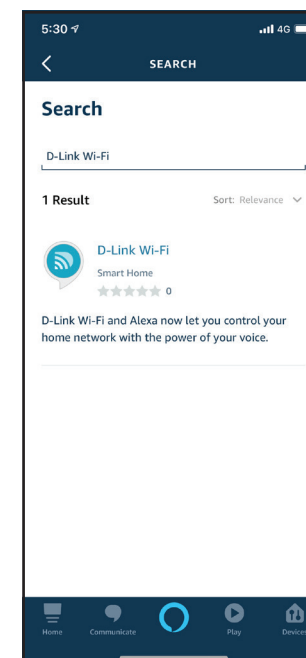 5:30 4G
SEARCH
Search
D-Link Wi-Fi
1 Result Sort: Relevance
D-Link Wi-Fi
Smart Home
0
D-Link Wi-Fi and Alexa now let you control your
home network with the power of your voice.
Home Communicate Play Devices